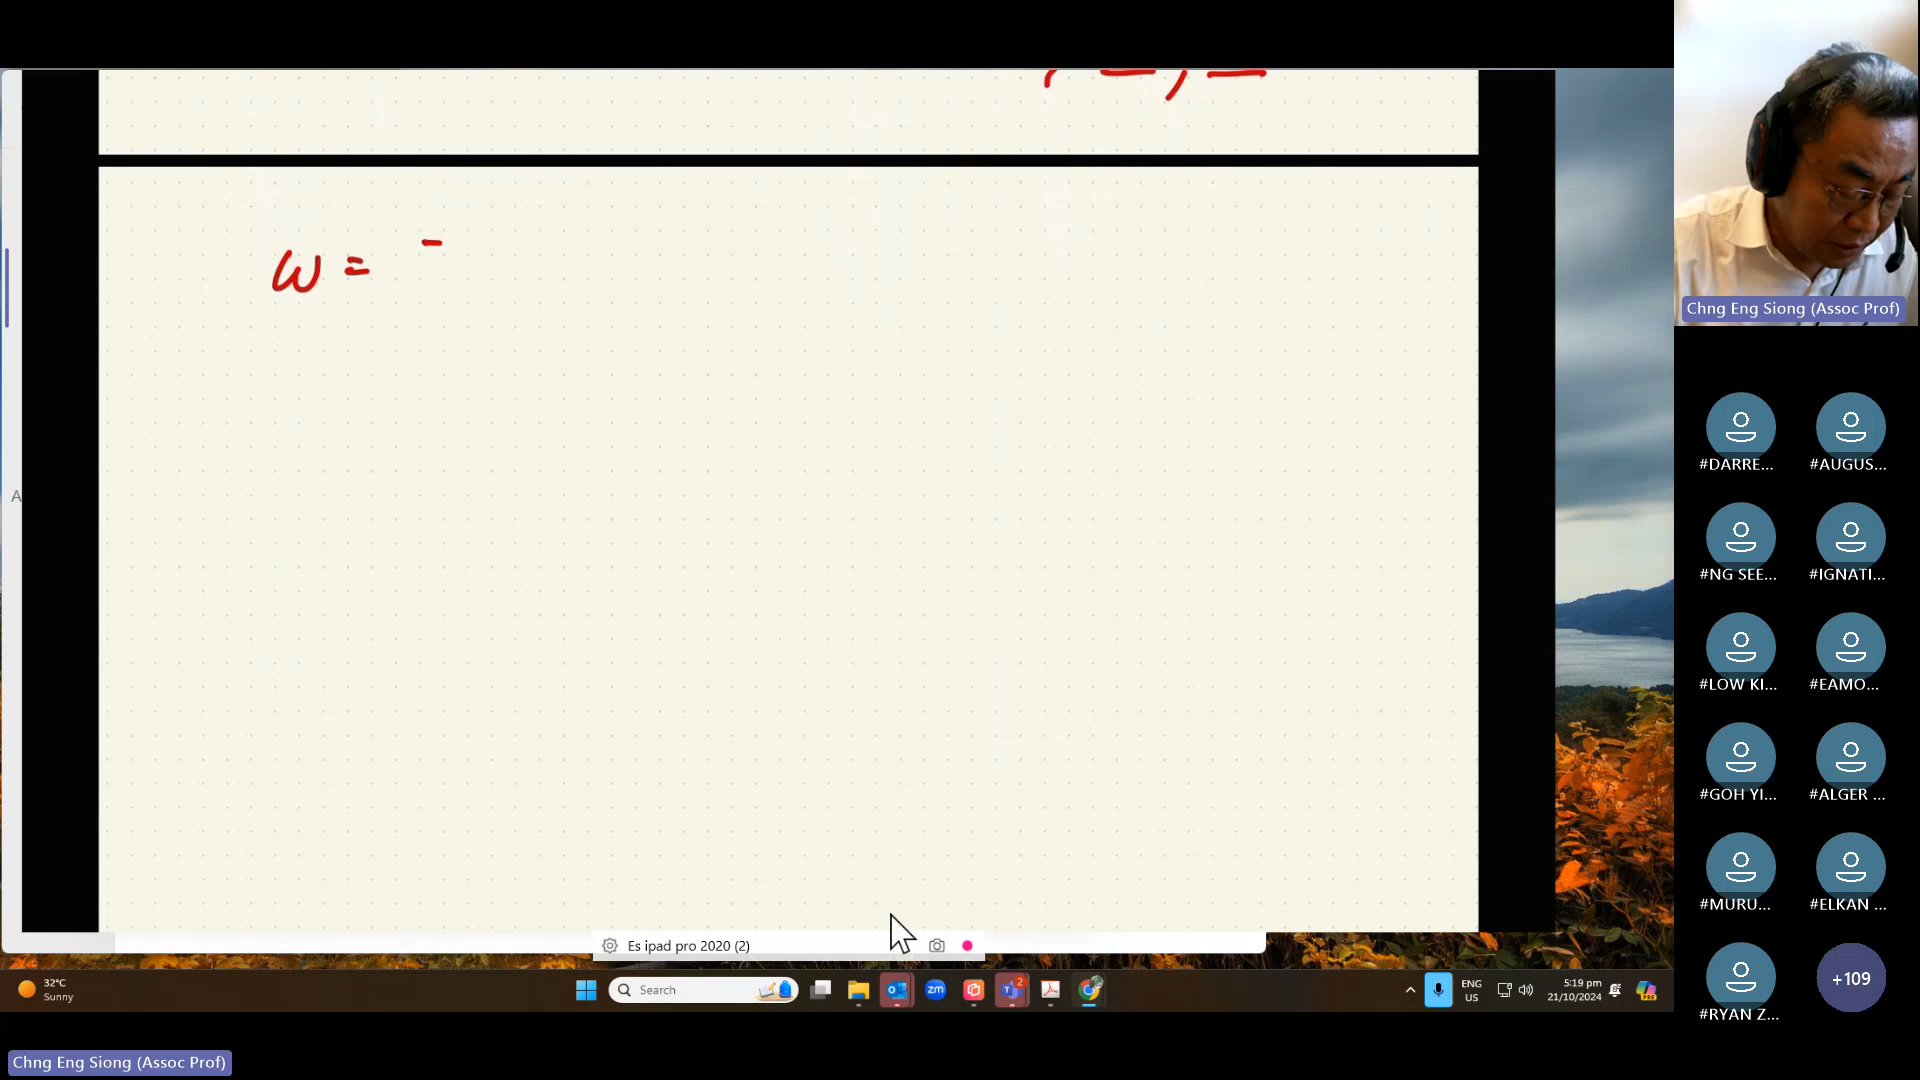 ω =
Chng Eng Siong (Assoc Prof)
#DARRE...
#AUGUS...
#NG SEE...
#IGNATI...
#LOW KI...
#EAMO...
#GOH YI...
#ALGER ...
#MURU...
#ELKAN ...
#RYAN Z...
+109
A
Es ipad pro 2020 (2)
32°C
Sunny
Search
zm
2
ENG
US
5:19 pm
21/10/2024
Chng Eng Siong (Assoc Prof)